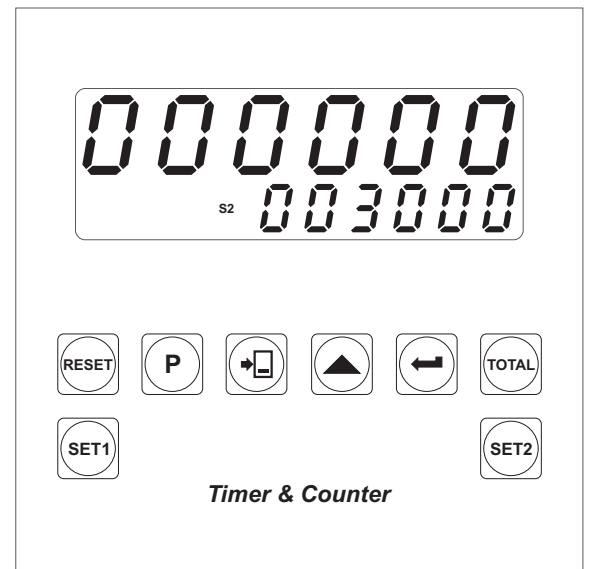 000000
S2 003000
RESET P TOTAL
SET1 SET2
Timer & Counter